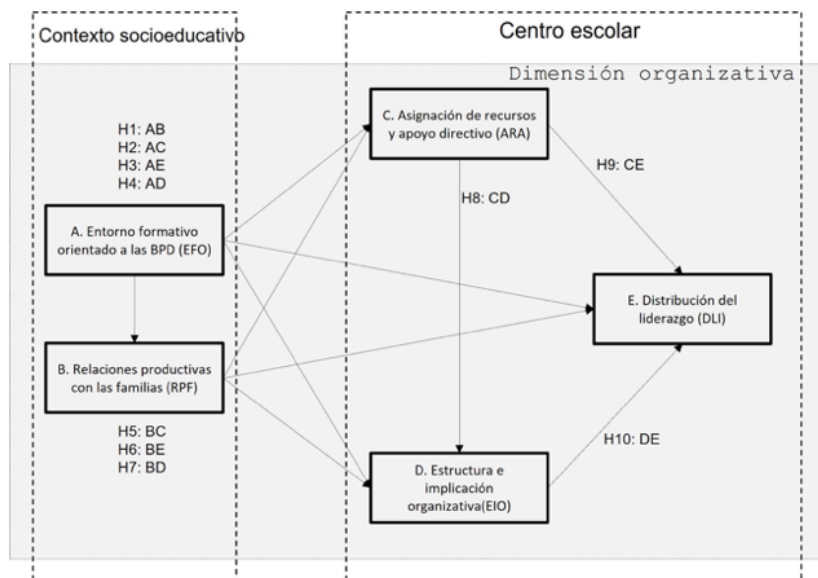 Contexto socioeducativo
Centro escolar
Dimensión organizativa
H1: AB
H2: AC
H3: AE
H4: AD
A. Entorno formativo
orientado a las BPD (EFO)
B. Relaciones productivas
con las familias (RPF)
H5: BC
H6: BE
H7: BD
C. Asignación de recursos
y apoyo directivo (ARA)
H8: CD
H9: CE
E. Distribución del
liderazgo (DLI)
H10: DE
D. Estructura e
implicación
organizativa(EIO)